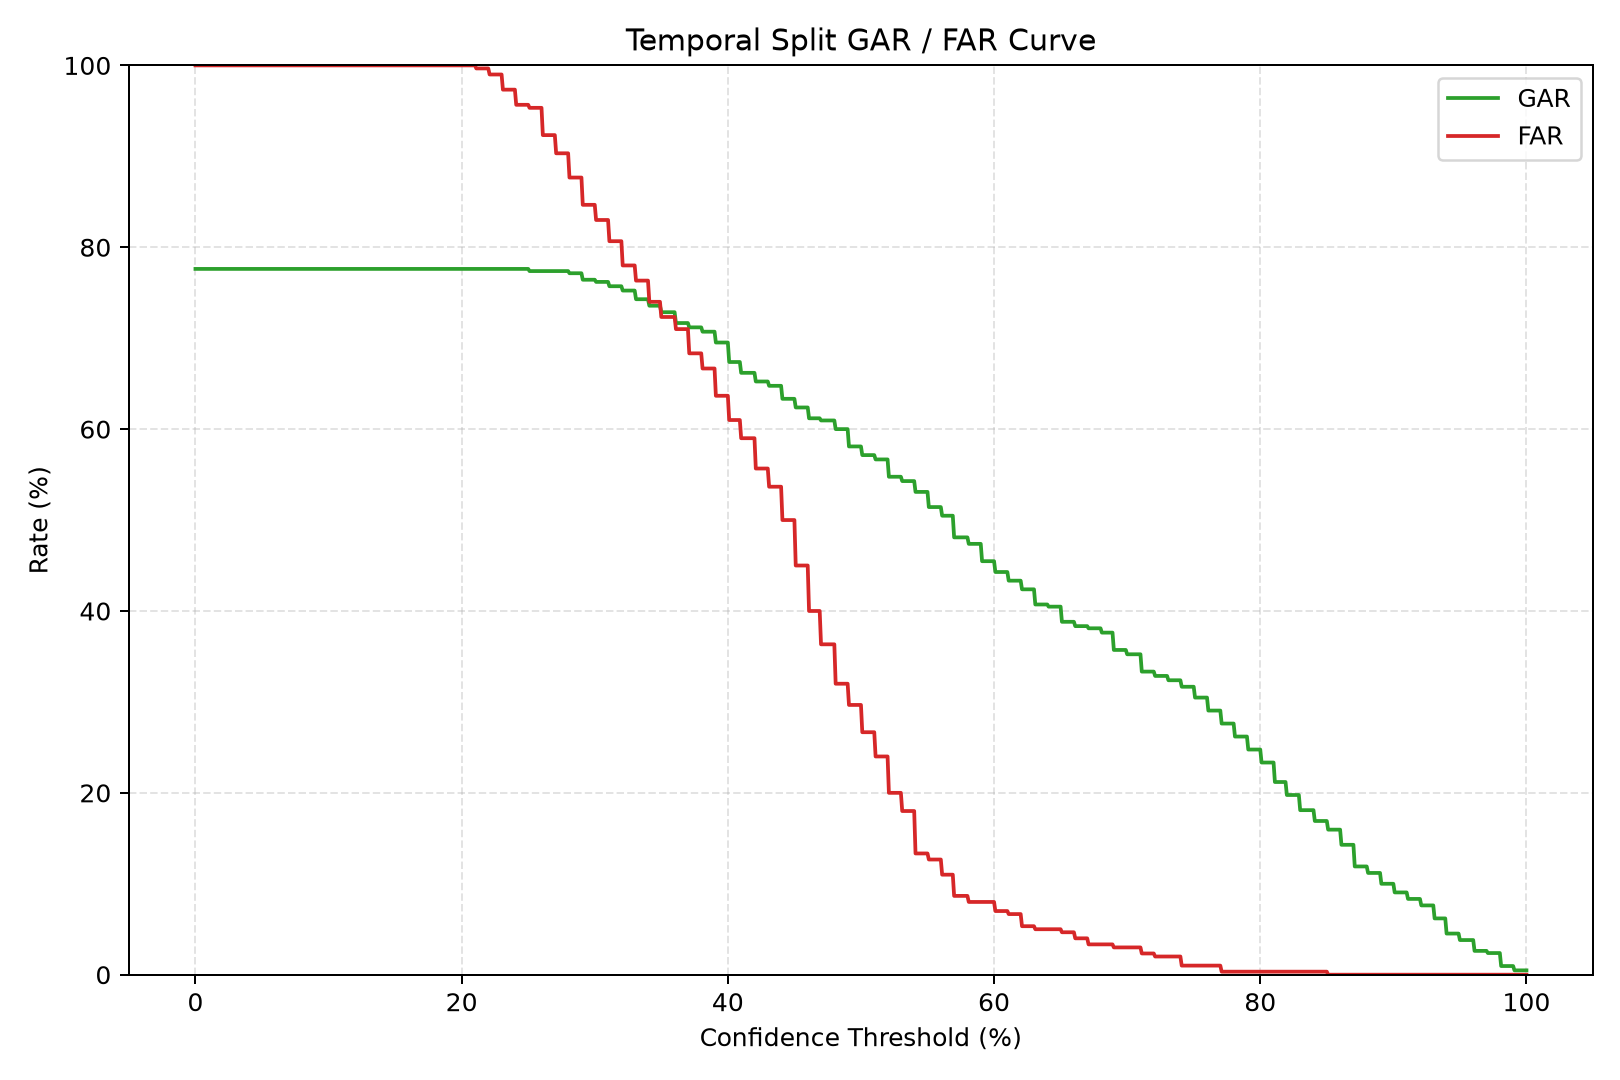 Temporal Split GAR / FAR Curve
GAR
FAR
100
80
60
40
20
0
Rate (%)
0 20 40 60 80 100
Confidence Threshold (%)